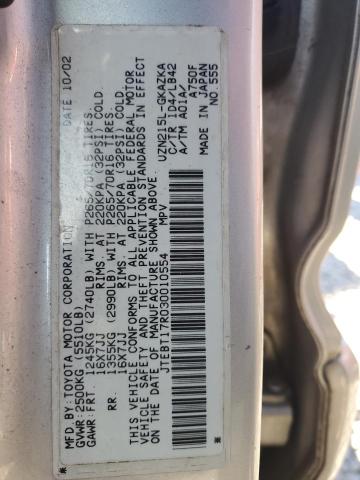 MFD.BY:TOYOTA MOTOR CORPORATION 10/02
GVWR:2500KG (5510LB)
GAWR:FRT. 1245KG (2740LB) WITH P265/70R16 TIRES.
16X7JJ RIMS. AT 220KPA (32PSI) COLD
RR. 1355KG (2990LB) WITH P265/70R16 TIRES.
16X7JJ RIMS. AT 220KPA (32PSI) COLD
THIS VEHICLE CONFORMS TO ALL APPLICABLE FEDERAL MOTOR
VEHICLE SAFETY AND THEFT PREVENTION STANDARDS IN EFFECT
ON THE DATE OF MANUFACTURE SHOWN ABOVE.
JTEBT17R030010554 MPV
UZN215L-GKAZKA
C/TR 1D4/LB42
A/TM A01A/
A750F
MADE IN JAPAN
NO.555